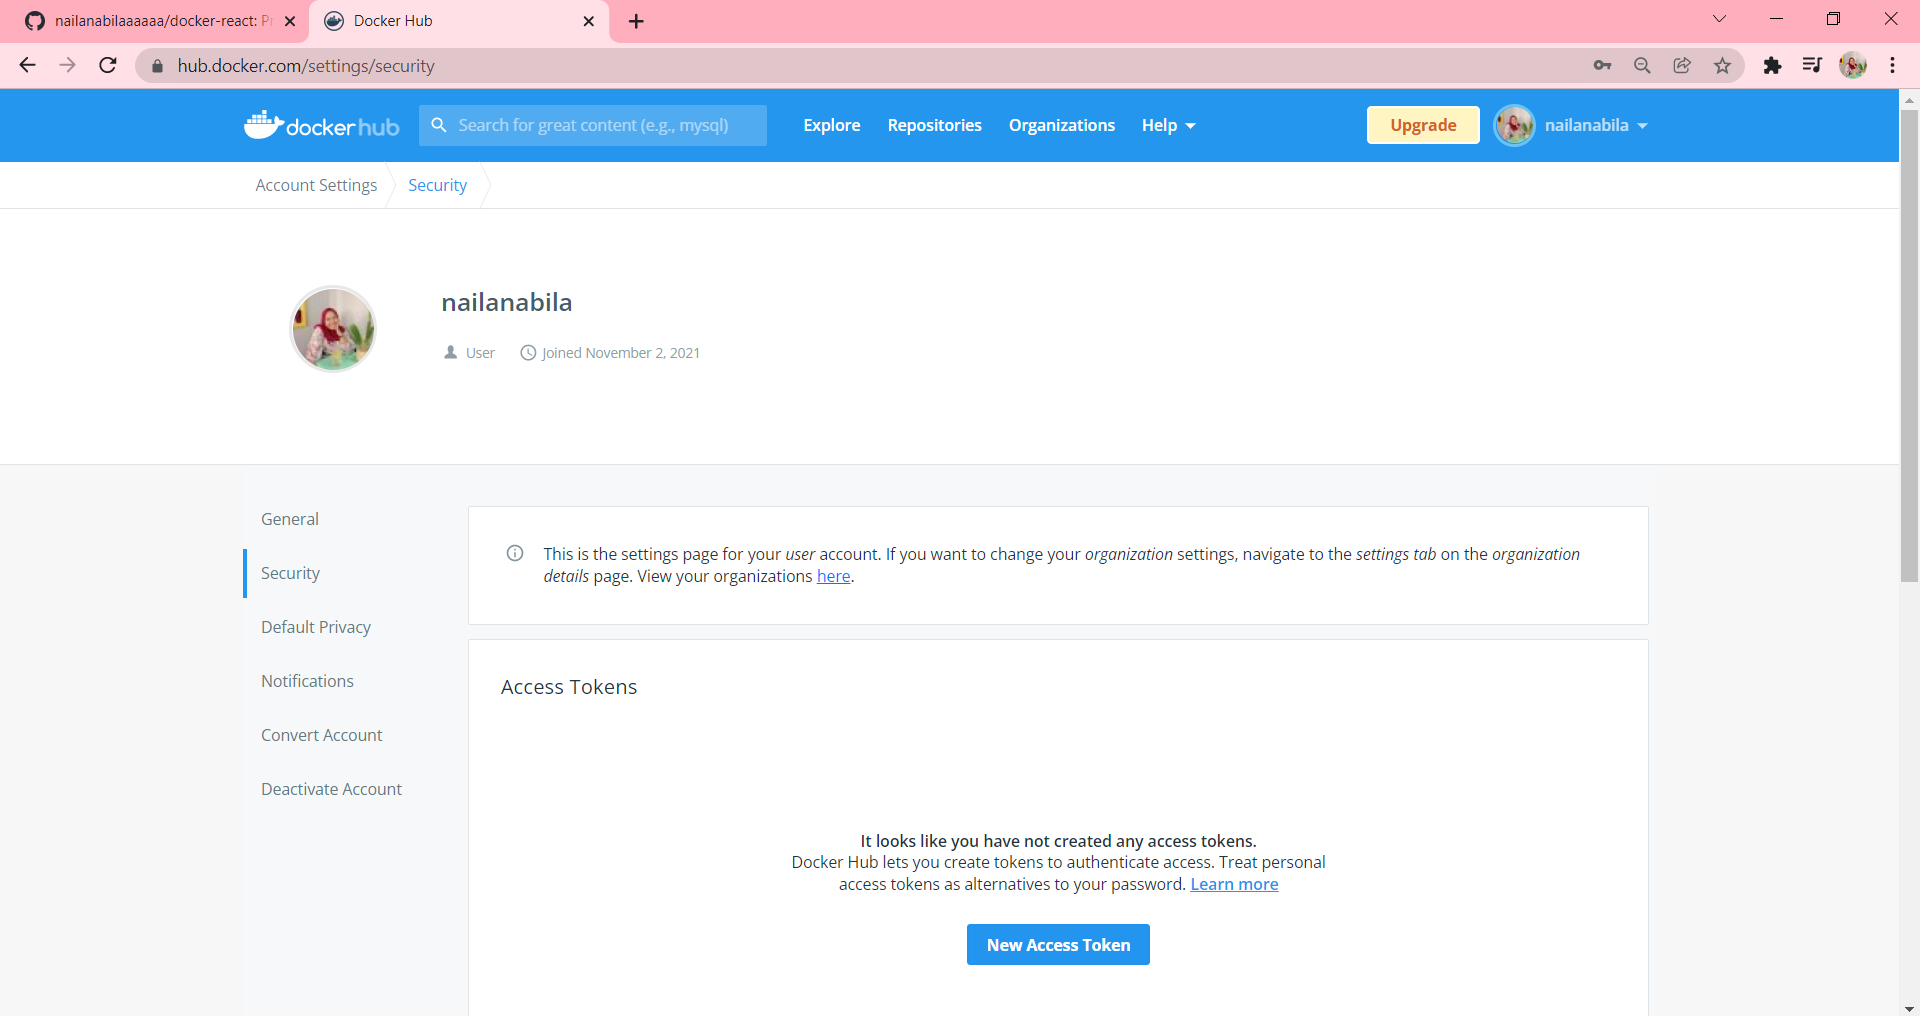 nailanabilaaaaaa/docker-react: P
Docker Hub
hub.docker.com/settings/security
docker hub
Search for great content (e.g., mysql)
Explore
Repositories
Organizations
Help
Upgrade
nailanabila
Account Settings
Security
nailanabila
User
Joined November 2, 2021
General
Security
Default Privacy
Notifications
Convert Account
Deactivate Account
This is the settings page for your user account. If you want to change your organization settings, navigate to the settings tab on the organization
details page. View your organizations here.
Access Tokens
It looks like you have not created any access tokens.
Docker Hub lets you create tokens to authenticate access. Treat personal
access tokens as alternatives to your password. Learn more
New Access Token